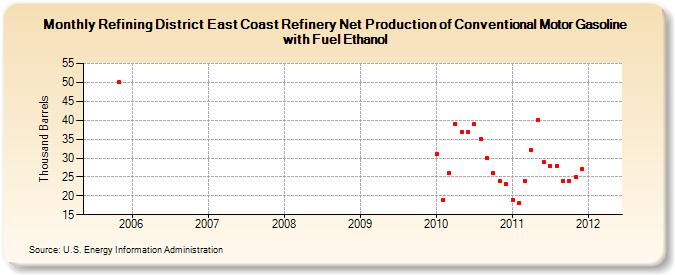 Monthly Refining District East Coast Refinery Net Production of Conventional Motor Gasoline
with Fuel Ethanol
Thousand Barrels
55
50
45
40
35
30
25
20
15
2006 2007 2008 2009 2010 2011 2012
Source: U.S. Energy Information Administration